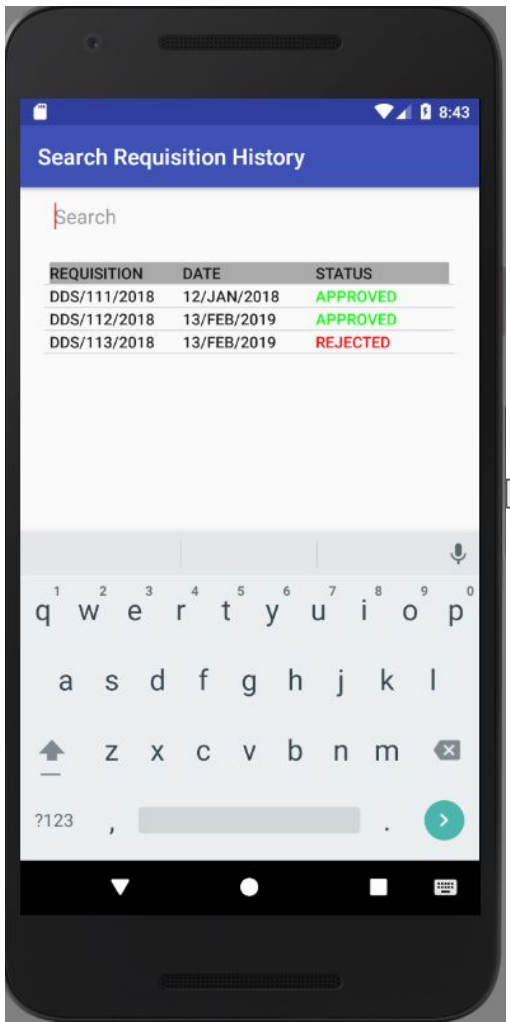 8:43
Search Requisition History
Search
REQUISITION DATE STATUS
DDS/111/2018 12/JAN/2018 APPROVED
DDS/112/2018 13/FEB/2019 APPROVED
DDS/113/2018 13/FEB/2019 REJECTED
1 2 3 4 5 6 7 8 9 0
q w e r t y u i o p
a s d f g h j k l
z x c v b n m
?123 , .